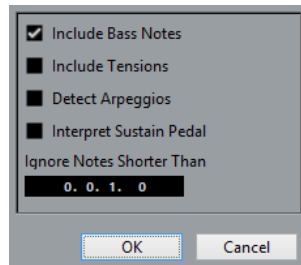 Include Bass Notes
Include Tensions
Detect Arpeggios
Interpret Sustain Pedal
Ignore Notes Shorter Than
0. 0. 1. 0
OK Cancel